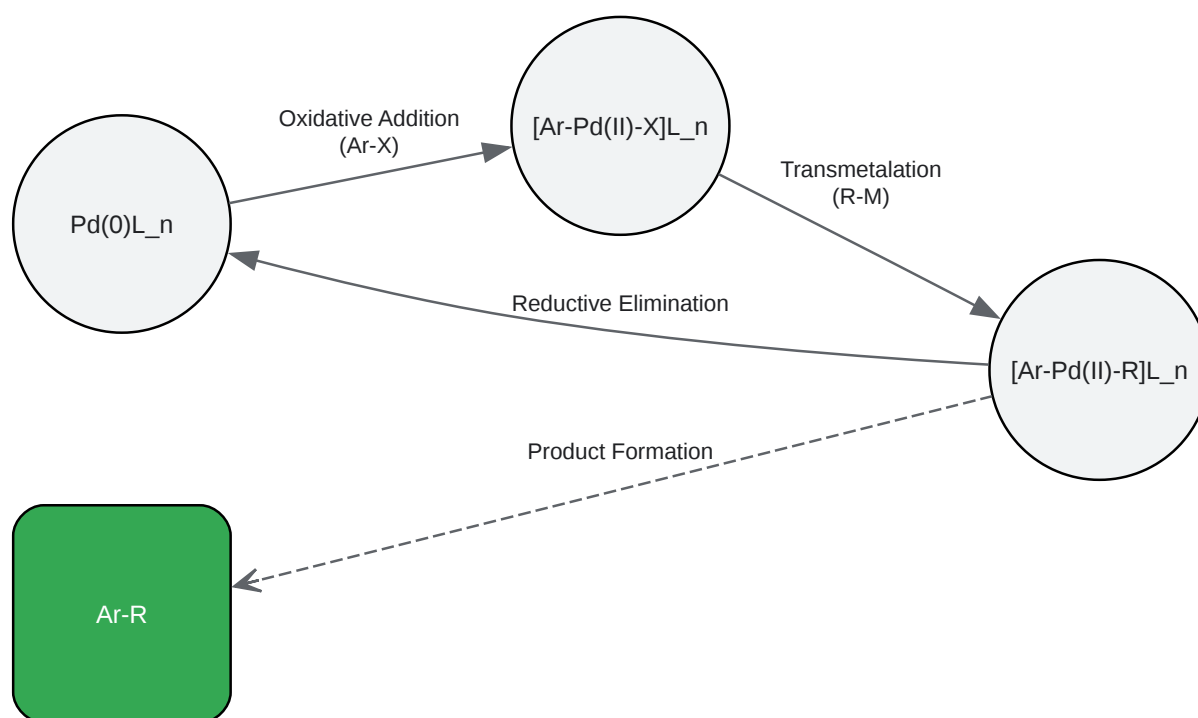 Oxidative Addition
(Ar-X)
[Ar-Pd(II)-X]L_n
Transmetalation
(R-M)
Pd(0)L_n
Reductive Elimination
[Ar-Pd(II)-R]L_n
Product Formation
Ar-R